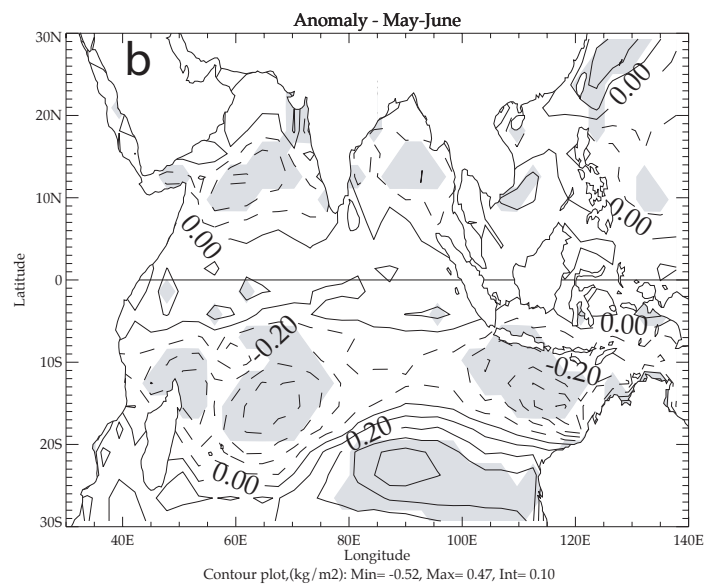 Anomaly - May-June
b
30N
20N
10N
0
10S
20S
30S
Latitude
0.00
0.00
0.00
0.00
-0.20
-0.20
0.20
0.00
40E
60E
80E
100E
120E
140E
Longitude
Contour plot,(kg/m2): Min= -0.52, Max= 0.47, Int= 0.10